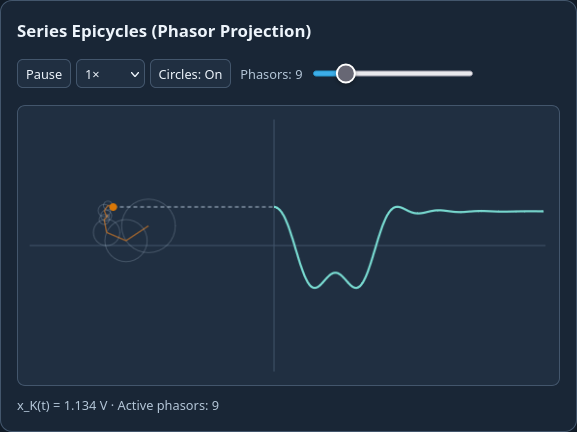 Series Epicycles (Phasor Projection)
Pause 1× Circles: On Phasors: 9
x_K(t) = 1.134 V · Active phasors: 9